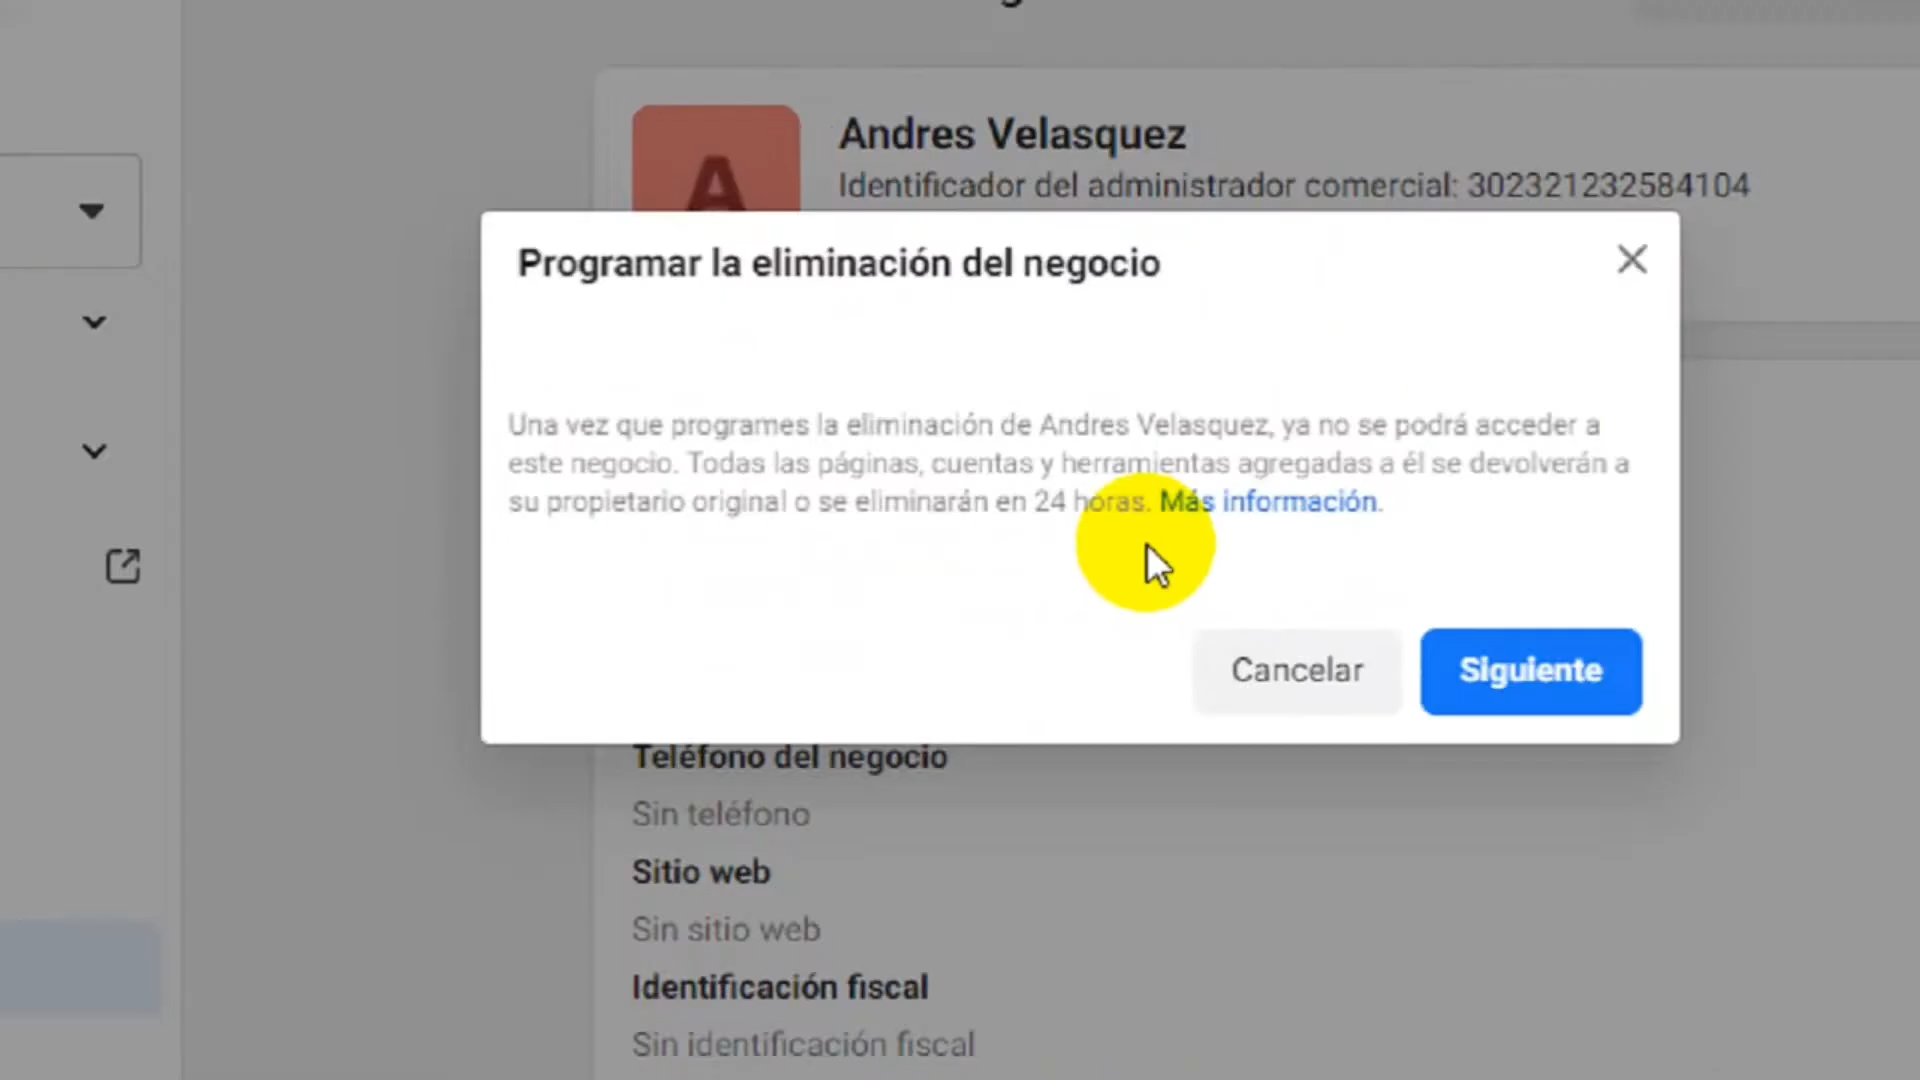 Andres Velasquez
Identificador del administrador comercial: 302321232584104
A
Programar la eliminación del negocio
Una vez que programes la eliminación de Andres Velasquez, ya no se podrá acceder a
este negocio. Todas las páginas, cuentas y herramientas agregadas a él se devolverán a
su propietario original o se eliminarán en 24 horas. Más información.
Cancelar
Siguiente
Teléfono del negocio
Sin teléfono
Sitio web
Sin sitio web
Identificación fiscal
Sin identificación fiscal